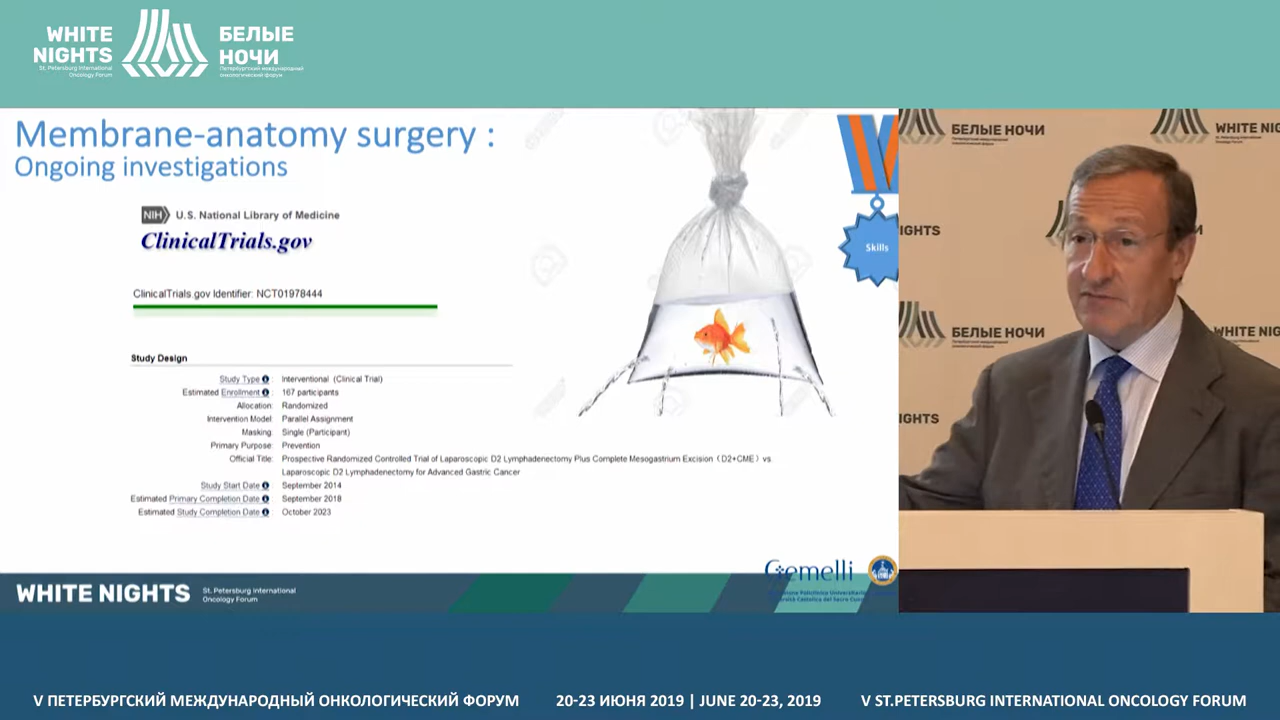 WHITE
NIGHTS
St. Petersburg International
Oncology Forum
БЕЛЫЕ
НОЧИ
Петербургский международный
онкологический форум
Membrane-anatomy surgery :
Ongoing investigations
NIH U.S. National Library of Medicine
ClinicalTrials.gov
ClinicalTrials.gov Identifier: NCT01978444
Study Design
Study Type : Interventional (Clinical Trial)
Estimated Enrollment : 167 participants
Allocation: Randomized
Intervention Model: Parallel Assignment
Masking: Single (Participant)
Primary Purpose: Prevention
Official Title: Prospective Randomized Controlled Trial of Laparoscopic D2 Lymphadenectomy Plus Complete Mesogastrium Excision (D2+CME) vs.
Laparoscopic D2 Lymphadenectomy for Advanced Gastric Cancer
Study Start Date : September 2014
Estimated Primary Completion Date : September 2018
Estimated Study Completion Date : October 2023
Skills
Gemelli
WHITE NIGHTS
St. Petersburg International
Oncology Forum
БЕЛЫЕ НОЧИ
WHITE NIG
IGHTS
БЕЛЫЕ НОЧИ
WHITE NIG
IGHTS
V ПЕТЕРБУРГСКИЙ МЕЖДУНАРОДНЫЙ ОНКОЛОГИЧЕСКИЙ ФОРУМ
20-23 ИЮНЯ 2019 | JUNE 20-23, 2019
V ST.PETERSBURG INTERNATIONAL ONCOLOGY FORUM